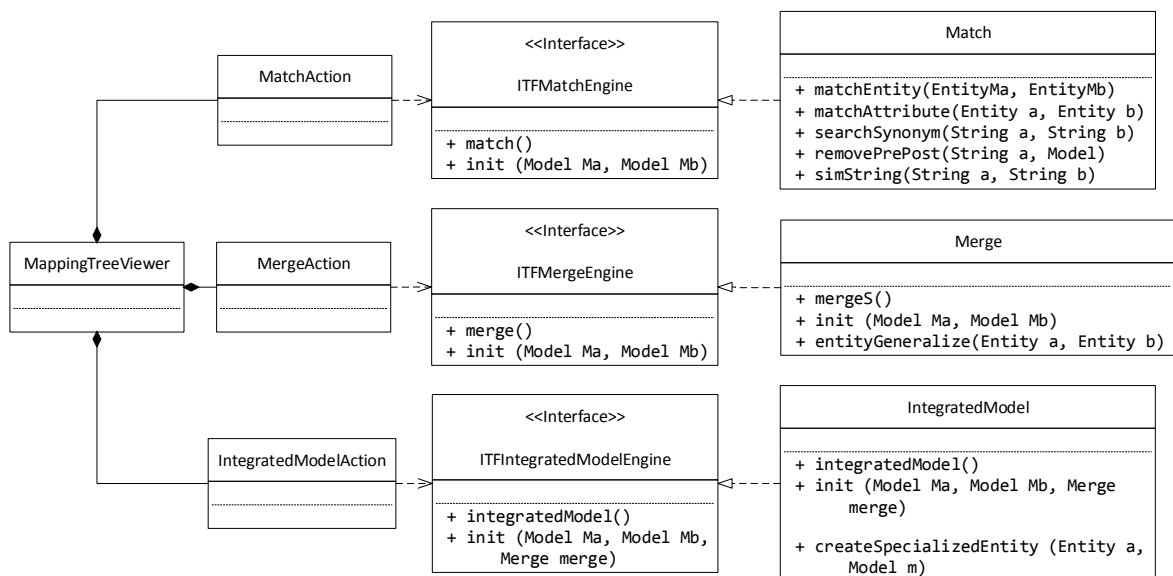 <<Interface>>
ITFMatchEngine
+ match()
+ init (Model Ma, Model Mb)
Match
+ matchEntity(EntityMa, EntityMb)
+ matchAttribute(Entity a, Entity b)
+ searchSynonym(String a, String b)
+ removePrePost(String a, Model)
+ simString(String a, String b)
MatchAction
MappingTreeViewer
MergeAction
<<Interface>>
ITFMergeEngine
+ merge()
+ init (Model Ma, Model Mb)
Merge
+ mergeS()
+ init (Model Ma, Model Mb)
+ entityGeneralize(Entity a, Entity b)
IntegratedModelAction
<<Interface>>
ITFIntegratedModelEngine
+ integratedModel()
+ init (Model Ma, Model Mb,
Merge merge)
IntegratedModel
+ integratedModel()
+ init (Model Ma, Model Mb, Merge
merge)
+ createSpecializedEntity (Entity a,
Model m)